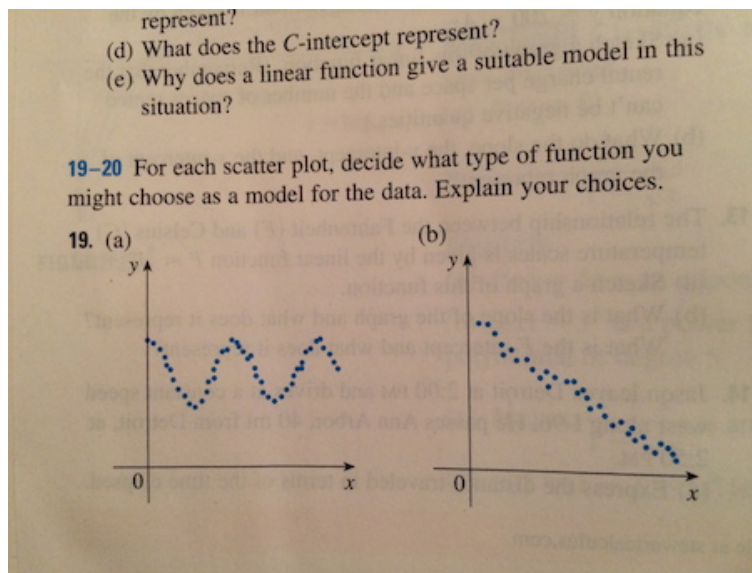 represent?
(d) What does the C-intercept represent?
(e) Why does a linear function give a suitable model in this
situation?
19–20 For each scatter plot, decide what type of function you
might choose as a model for the data. Explain your choices.
19. (a)
(b)
y
y
0
x
0
x